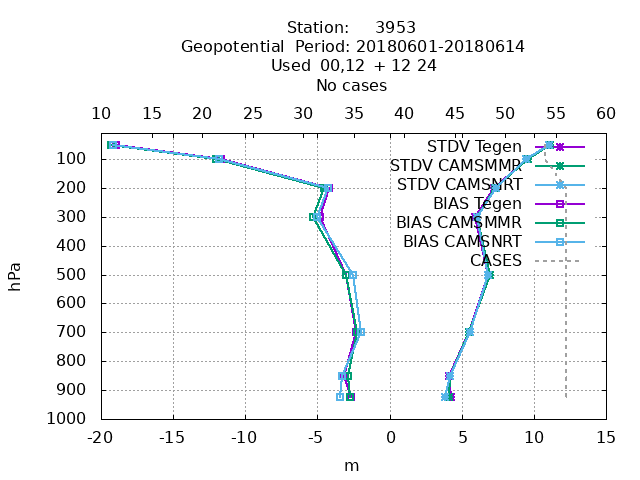 Station: 3953
Geopotential Period: 20180601-20180614
Used 00,12 + 12 24
No cases
10 15 20 25 30 35 40 45 50 55 60
STDV Tegen
100
STDV CAMSMMR
STDV CAMSNRT
200
BIAS Tegen
300
BIAS CAMSMMR
BIAS CAMSNRT
400
CASES
hPa
500
600
700
800
900
1000
-20 -15 -10 -5 0 5 10 15
m